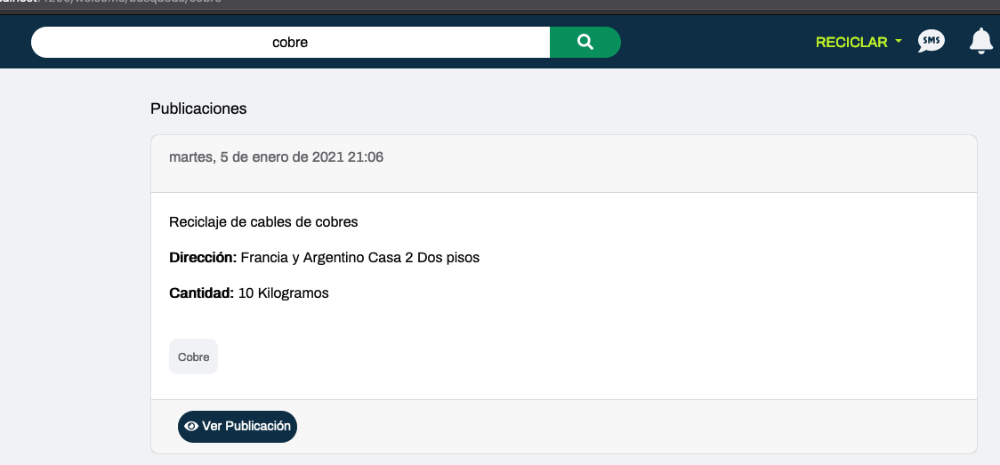 cobre
RECICLAR
SMS
Publicaciones
martes, 5 de enero de 2021 21:06
Reciclaje de cables de cobres
Dirección: Francia y Argentino Casa 2 Dos pisos
Cantidad: 10 Kilogramos
Cobre
Ver Publicación